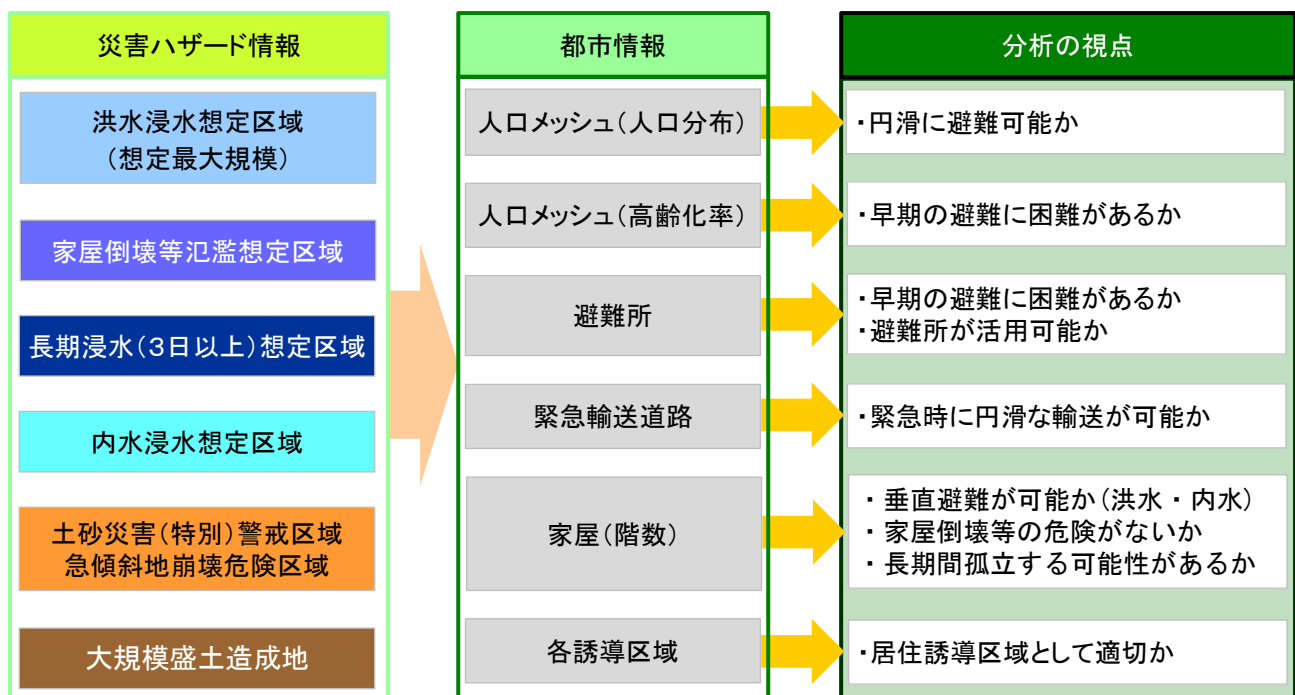 災害ハザード情報
洪水浸水想定区域
(想定最大規模)
家屋倒壊等氾濫想定区域
長期浸水(3日以上)想定区域
内水浸水想定区域
土砂災害(特別)警戒区域
急傾斜地崩壊危険区域
大規模盛土造成地
都市情報
人口メッシュ(人口分布)
人口メッシュ(高齢化率)
避難所
緊急輸送道路
家屋(階数)
各誘導区域
分析の視点
・円滑に避難可能か
・早期の避難に困難があるか
・早期の避難に困難があるか
・避難所が活用可能か
・緊急時に円滑な輸送が可能か
・ 垂直避難が可能か(洪水・内水)
・ 家屋倒壊等の危険がないか
・ 長期間孤立する可能性があるか
・居住誘導区域として適切か